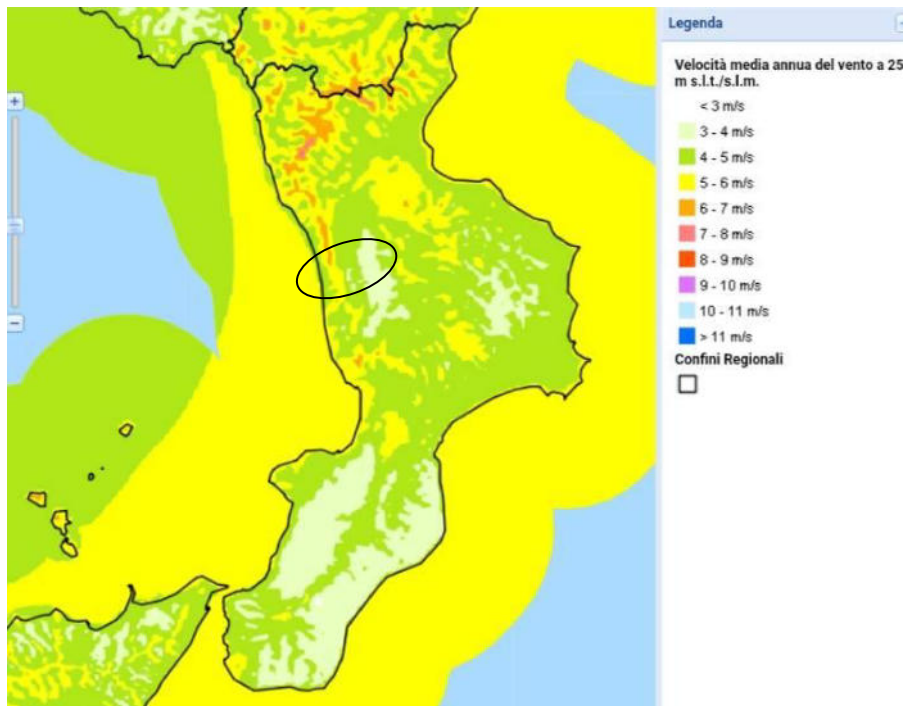 Legenda
Velocità media annua del vento a 25
m s.l.t./s.l.m.
< 3 m/s
3 - 4 m/s
4 - 5 m/s
5 - 6 m/s
6 - 7 m/s
7 - 8 m/s
8 - 9 m/s
9 - 10 m/s
10 - 11 m/s
> 11 m/s
Confini Regionali